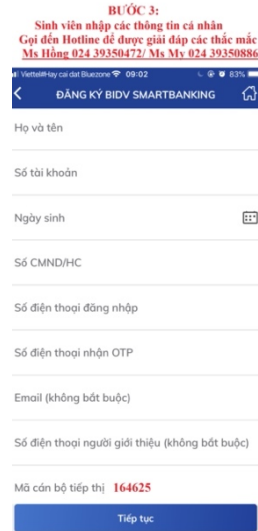 BƯỚC 3:
Sinh viên nhập các thông tin cá nhân
Gọi đến Hotline để được giải đáp các thắc mắc
Ms Hồng 024 39350472/ Ms My 024 39350886
Viettel#Hay cai dat Bluezone 09:02 83%
ĐĂNG KÝ BIDV SMARTBANKING
Họ và tên
Số tài khoản
Ngày sinh
Số CMND/HC
Số điện thoại đăng nhập
Số điện thoại nhận OTP
Email (không bắt buộc)
Số điện thoại người giới thiệu (không bắt buộc)
Mã cán bộ tiếp thị 164625
Tiếp tục